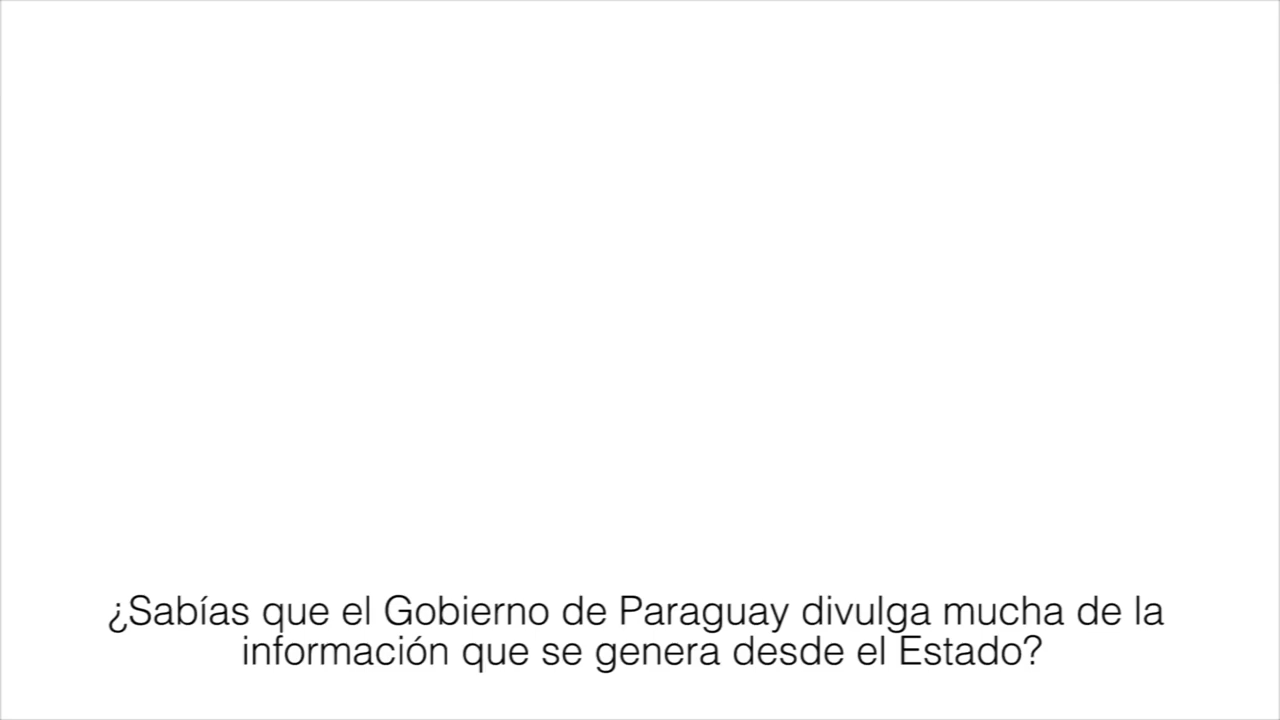 ¿Sabías que el Gobierno de Paraguay divulga mucha de la
información que se genera desde el Estado?